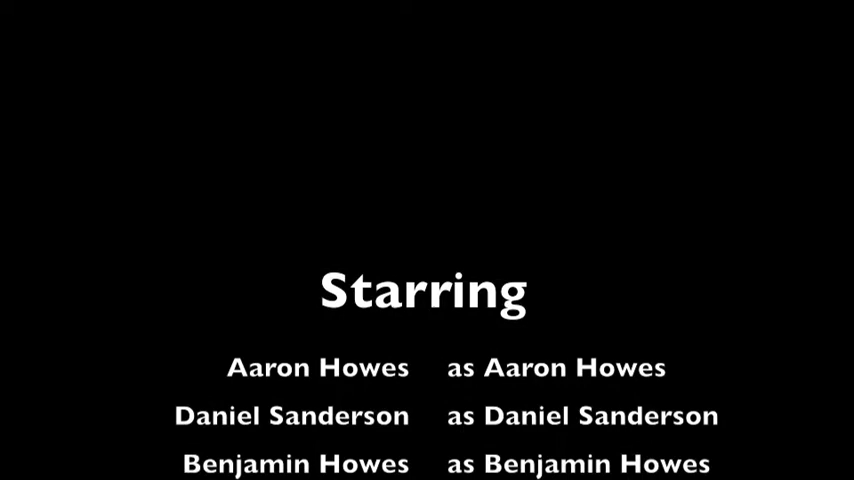 Starring
Aaron Howes as Aaron Howes
Daniel Sanderson as Daniel Sanderson
Benjamin Howes as Benjamin Howes